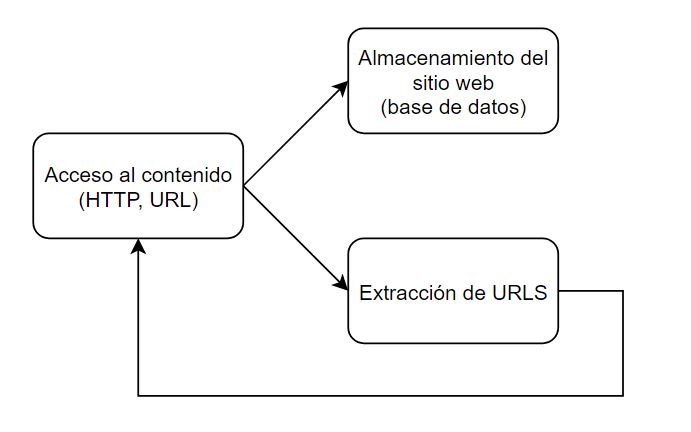 Almacenamiento del
sitio web
(base de datos)
Acceso al contenido
(HTTP, URL)
Extracción de URLS